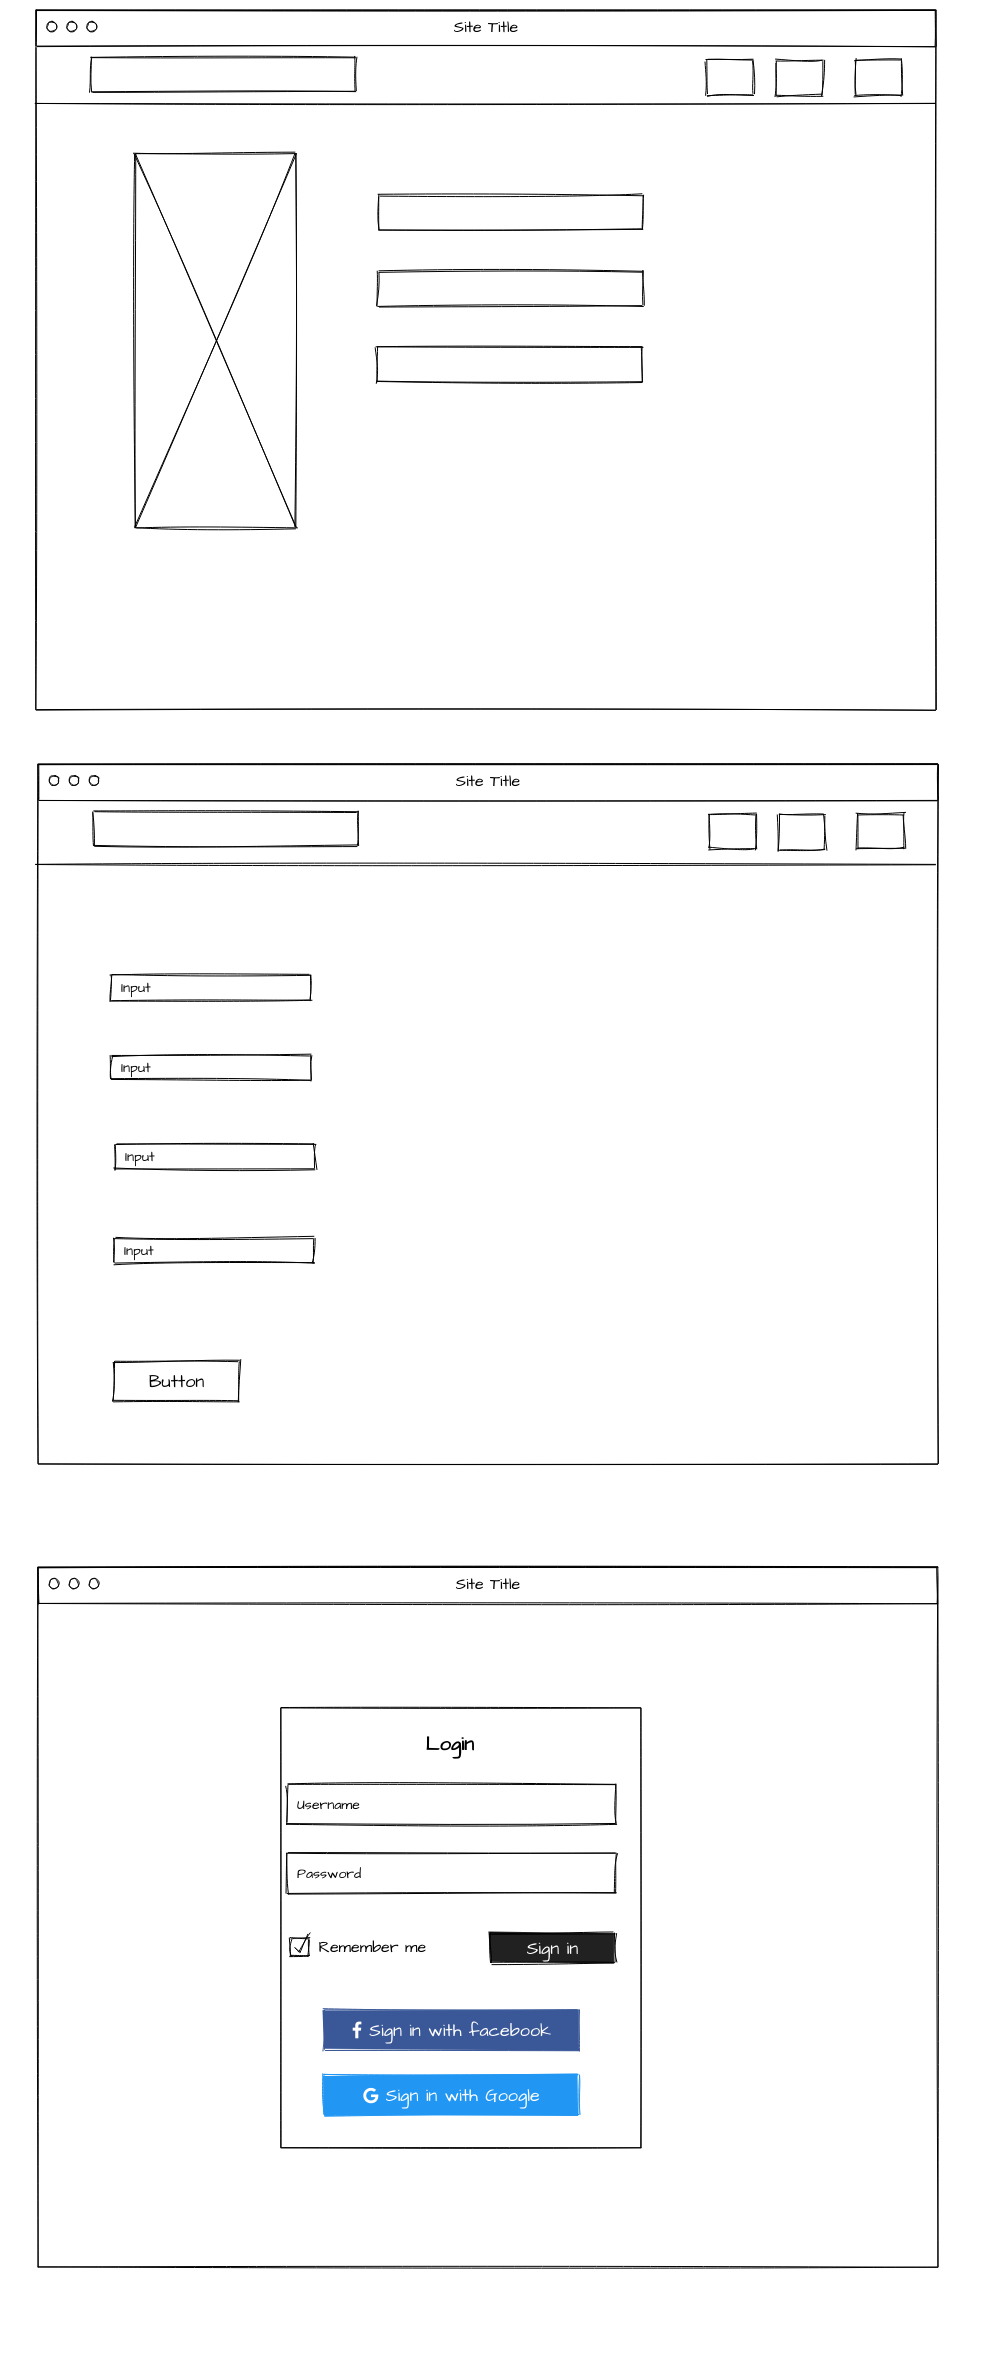 Site Title
Site Title
Input
Input
Input
Input
Button
Site Title
Login
Username
Password
Remember me
Sign in
Sign in with facebook
Sign in with Google